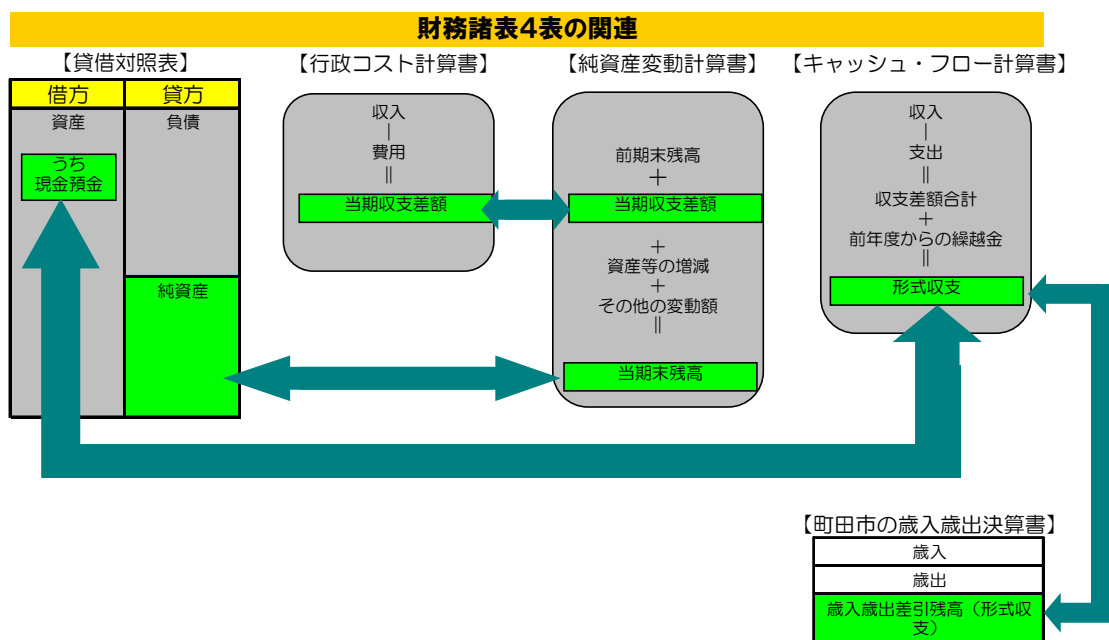 財務諸表4表の関連
【貸借対照表】
借方
貸方
資産
負債
うち
現金預金
純資産
【行政コスト計算書】
収入
―
費用
||
当期収支差額
【純資産変動計算書】
前期末残高
＋
当期収支差額
＋
資産等の増減
＋
その他の変動額
||
当期末残高
【キャッシュ・フロー計算書】
収入
―
支出
||
収支差額合計
＋
前年度からの繰越金
||
形式収支
【町田市の歳入歳出決算書】
歳入
歳出
歳入歳出差引残高（形式収
支）